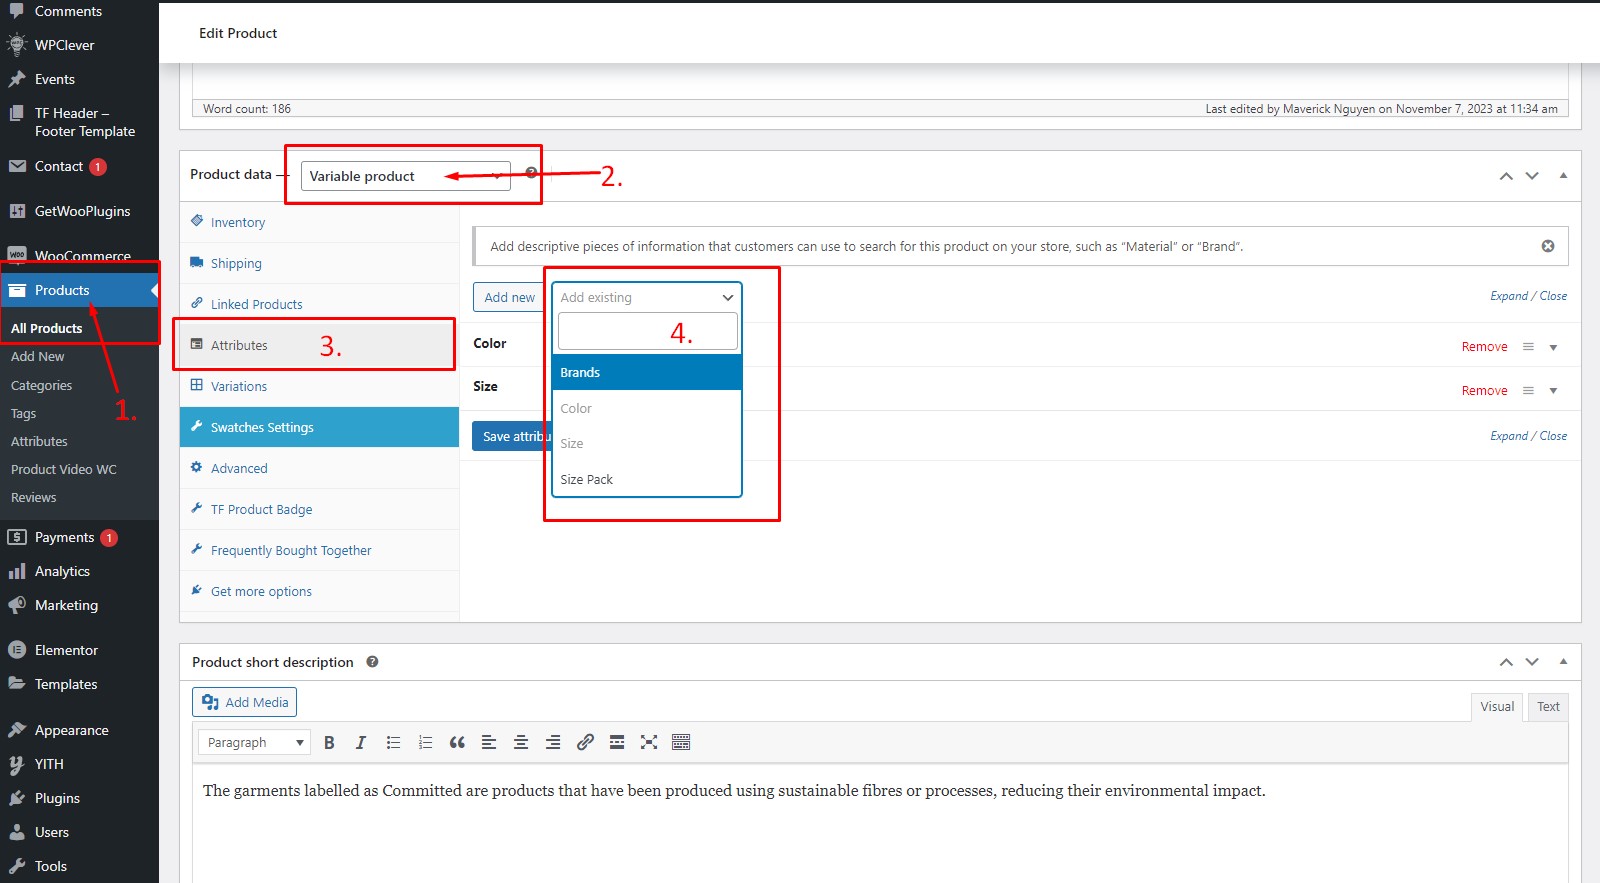 Comments
WPClever
Events
TF Header –
Footer Template
Contact 1
GetWooPlugins
WOO WooCommerce
Products
All Products
Add New
Categories
1.
Tags
Attributes
Product Video WC
Reviews
Payments 1
Analytics
Marketing
Elementor
Templates
Appearance
YITH
Plugins
Users
Tools
Edit Product
Word count: 186
Last edited by Maverick Nguyen on November 7, 2023 at 11:34 am
Product data —
Variable product
2.
Inventory
Shipping
Linked Products
Attributes
3.
Variations
Swatches Settings
Advanced
TF Product Badge
Frequently Bought Together
Get more options
Add descriptive pieces of information that customers can use to search for this product on your store, such as “Material” or “Brand”.
Add new
Add existing
Expand / Close
4.
Color
Remove
Brands
Size
Remove
Color
Save attribu
Expand / Close
Size
Size Pack
Product short description
Add Media
Visual
Text
Paragraph
B I
The garments labelled as Committed are products that have been produced using sustainable fibres or processes, reducing their environmental impact.